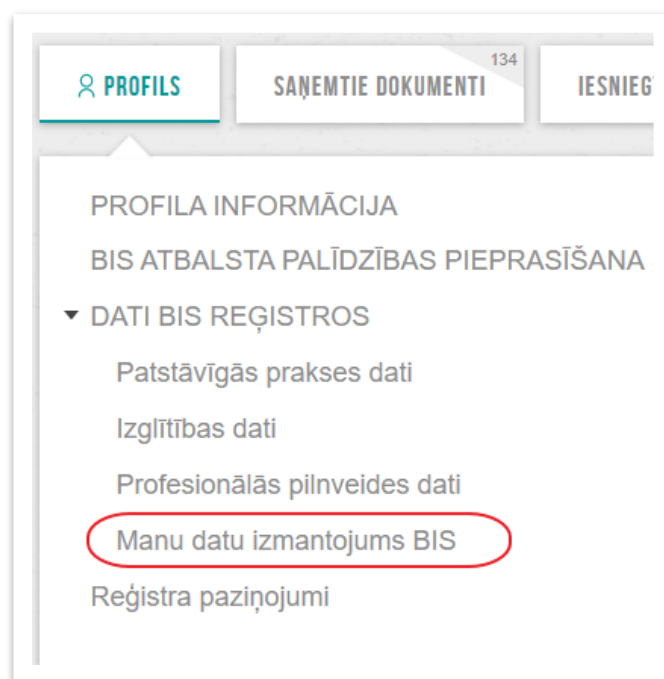 PROFILS
SAŅEMTIE DOKUMENTI
134
PROFILA INFORMĀCIJA
BIS ATBALSTA PALĪDZĪBAS PIEPRASĪŠANA
DATI BIS REĢISTROS
Patstāvīgās prakses dati
Izglītības dati
Profesionālās pilnveides dati
Manu datu izmantojums BIS
Reģistra paziņojumi